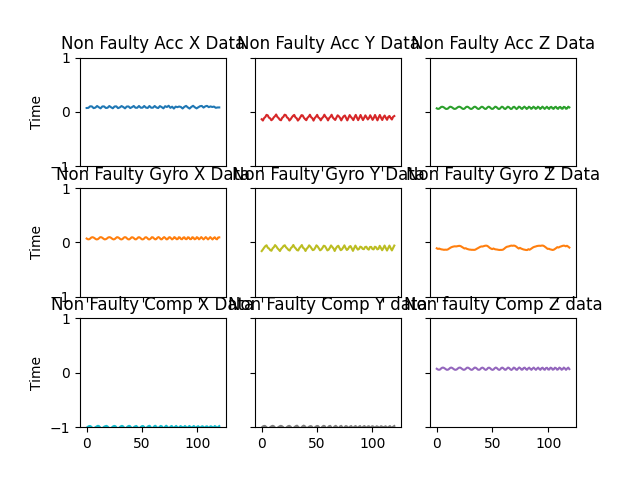 Non Faulty Acc X Data Non Faulty Acc Y Data Non Faulty Acc Z Data
1
Time
0
−1
Non Faulty Gyro X Data Non Faulty Gyro Y Data Non Faulty Gyro Z Data
1
Time
0
−1
Non Faulty Comp X Data Non Faulty Comp Y data Non faulty Comp Z data
1
Time
0
−1
0 50 100 0 50 100 0 50 100